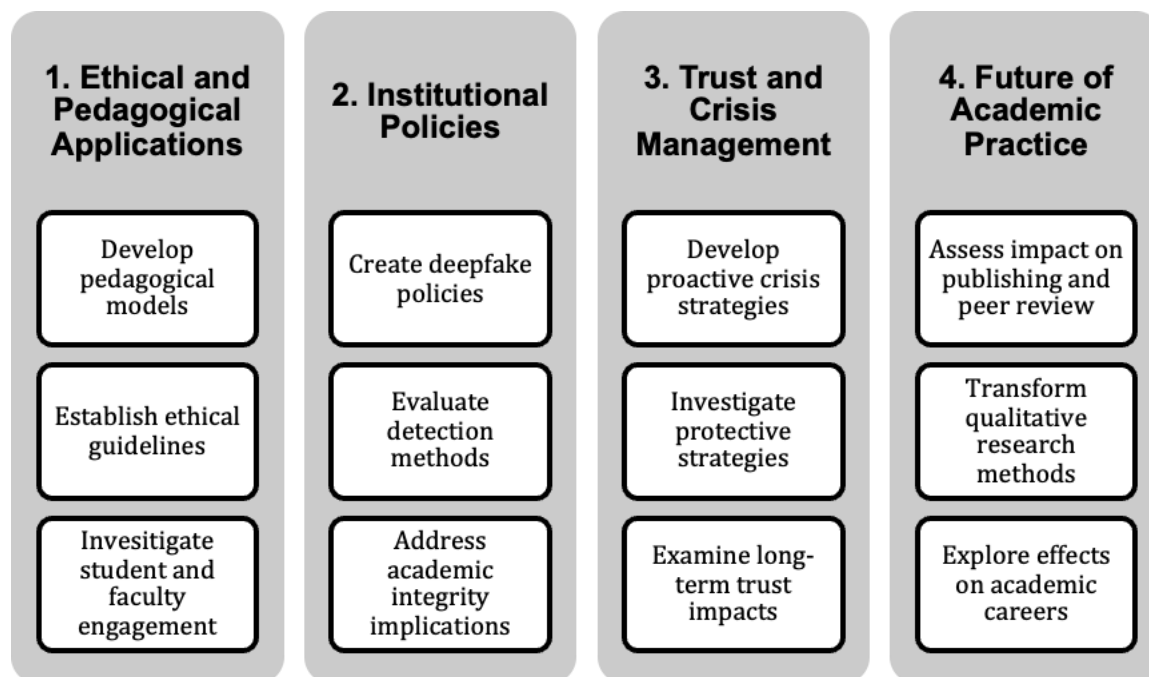 1. Ethical and
Pedagogical
Applications
Develop
pedagogical
models
Establish ethical
guidelines
Invesitigate
student and
faculty
engagement
2. Institutional
Policies
Create deepfake
policies
Evaluate
detection
methods
Address
academic
integrity
implications
3. Trust and
Crisis
Management
Develop
proactive crisis
strategies
Investigate
protective
strategies
Examine long-
term trust
impacts
4. Future of
Academic
Practice
Assess impact on
publishing and
peer review
Transform
qualitative
research
methods
Explore effects
on academic
careers